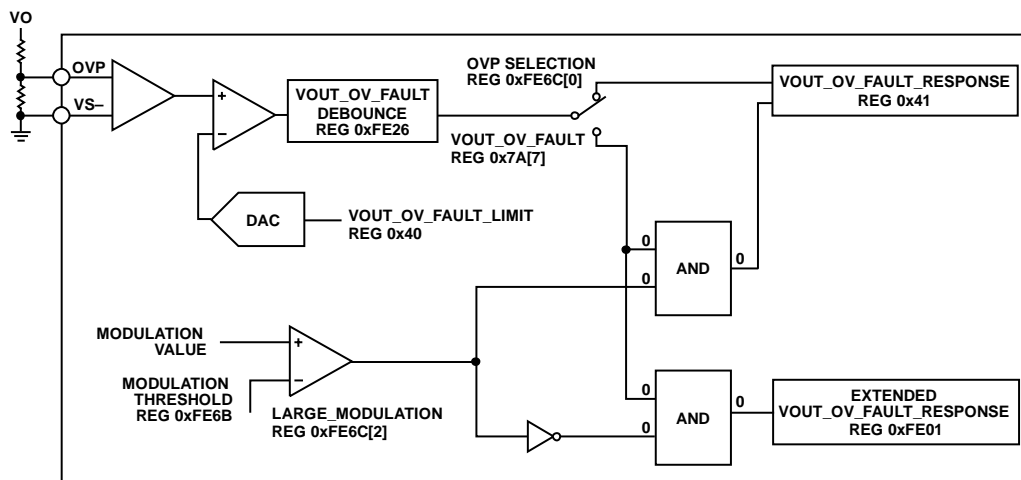 VO
OVP
VS–
+
–
VOUT_OV_FAULT
DEBOUNCE
REG 0xFE26
OVP SELECTION
REG 0xFE6C[0]
VOUT_OV_FAULT
REG 0x7A[7]
VOUT_OV_FAULT_RESPONSE
REG 0x41
DAC
VOUT_OV_FAULT_LIMIT
REG 0x40
0
0
AND
0
MODULATION
VALUE
+
–
MODULATION
THRESHOLD
REG 0xFE6B
LARGE_MODULATION
REG 0xFE6C[2]
0
0
AND
0
EXTENDED
VOUT_OV_FAULT_RESPONSE
REG 0xFE01